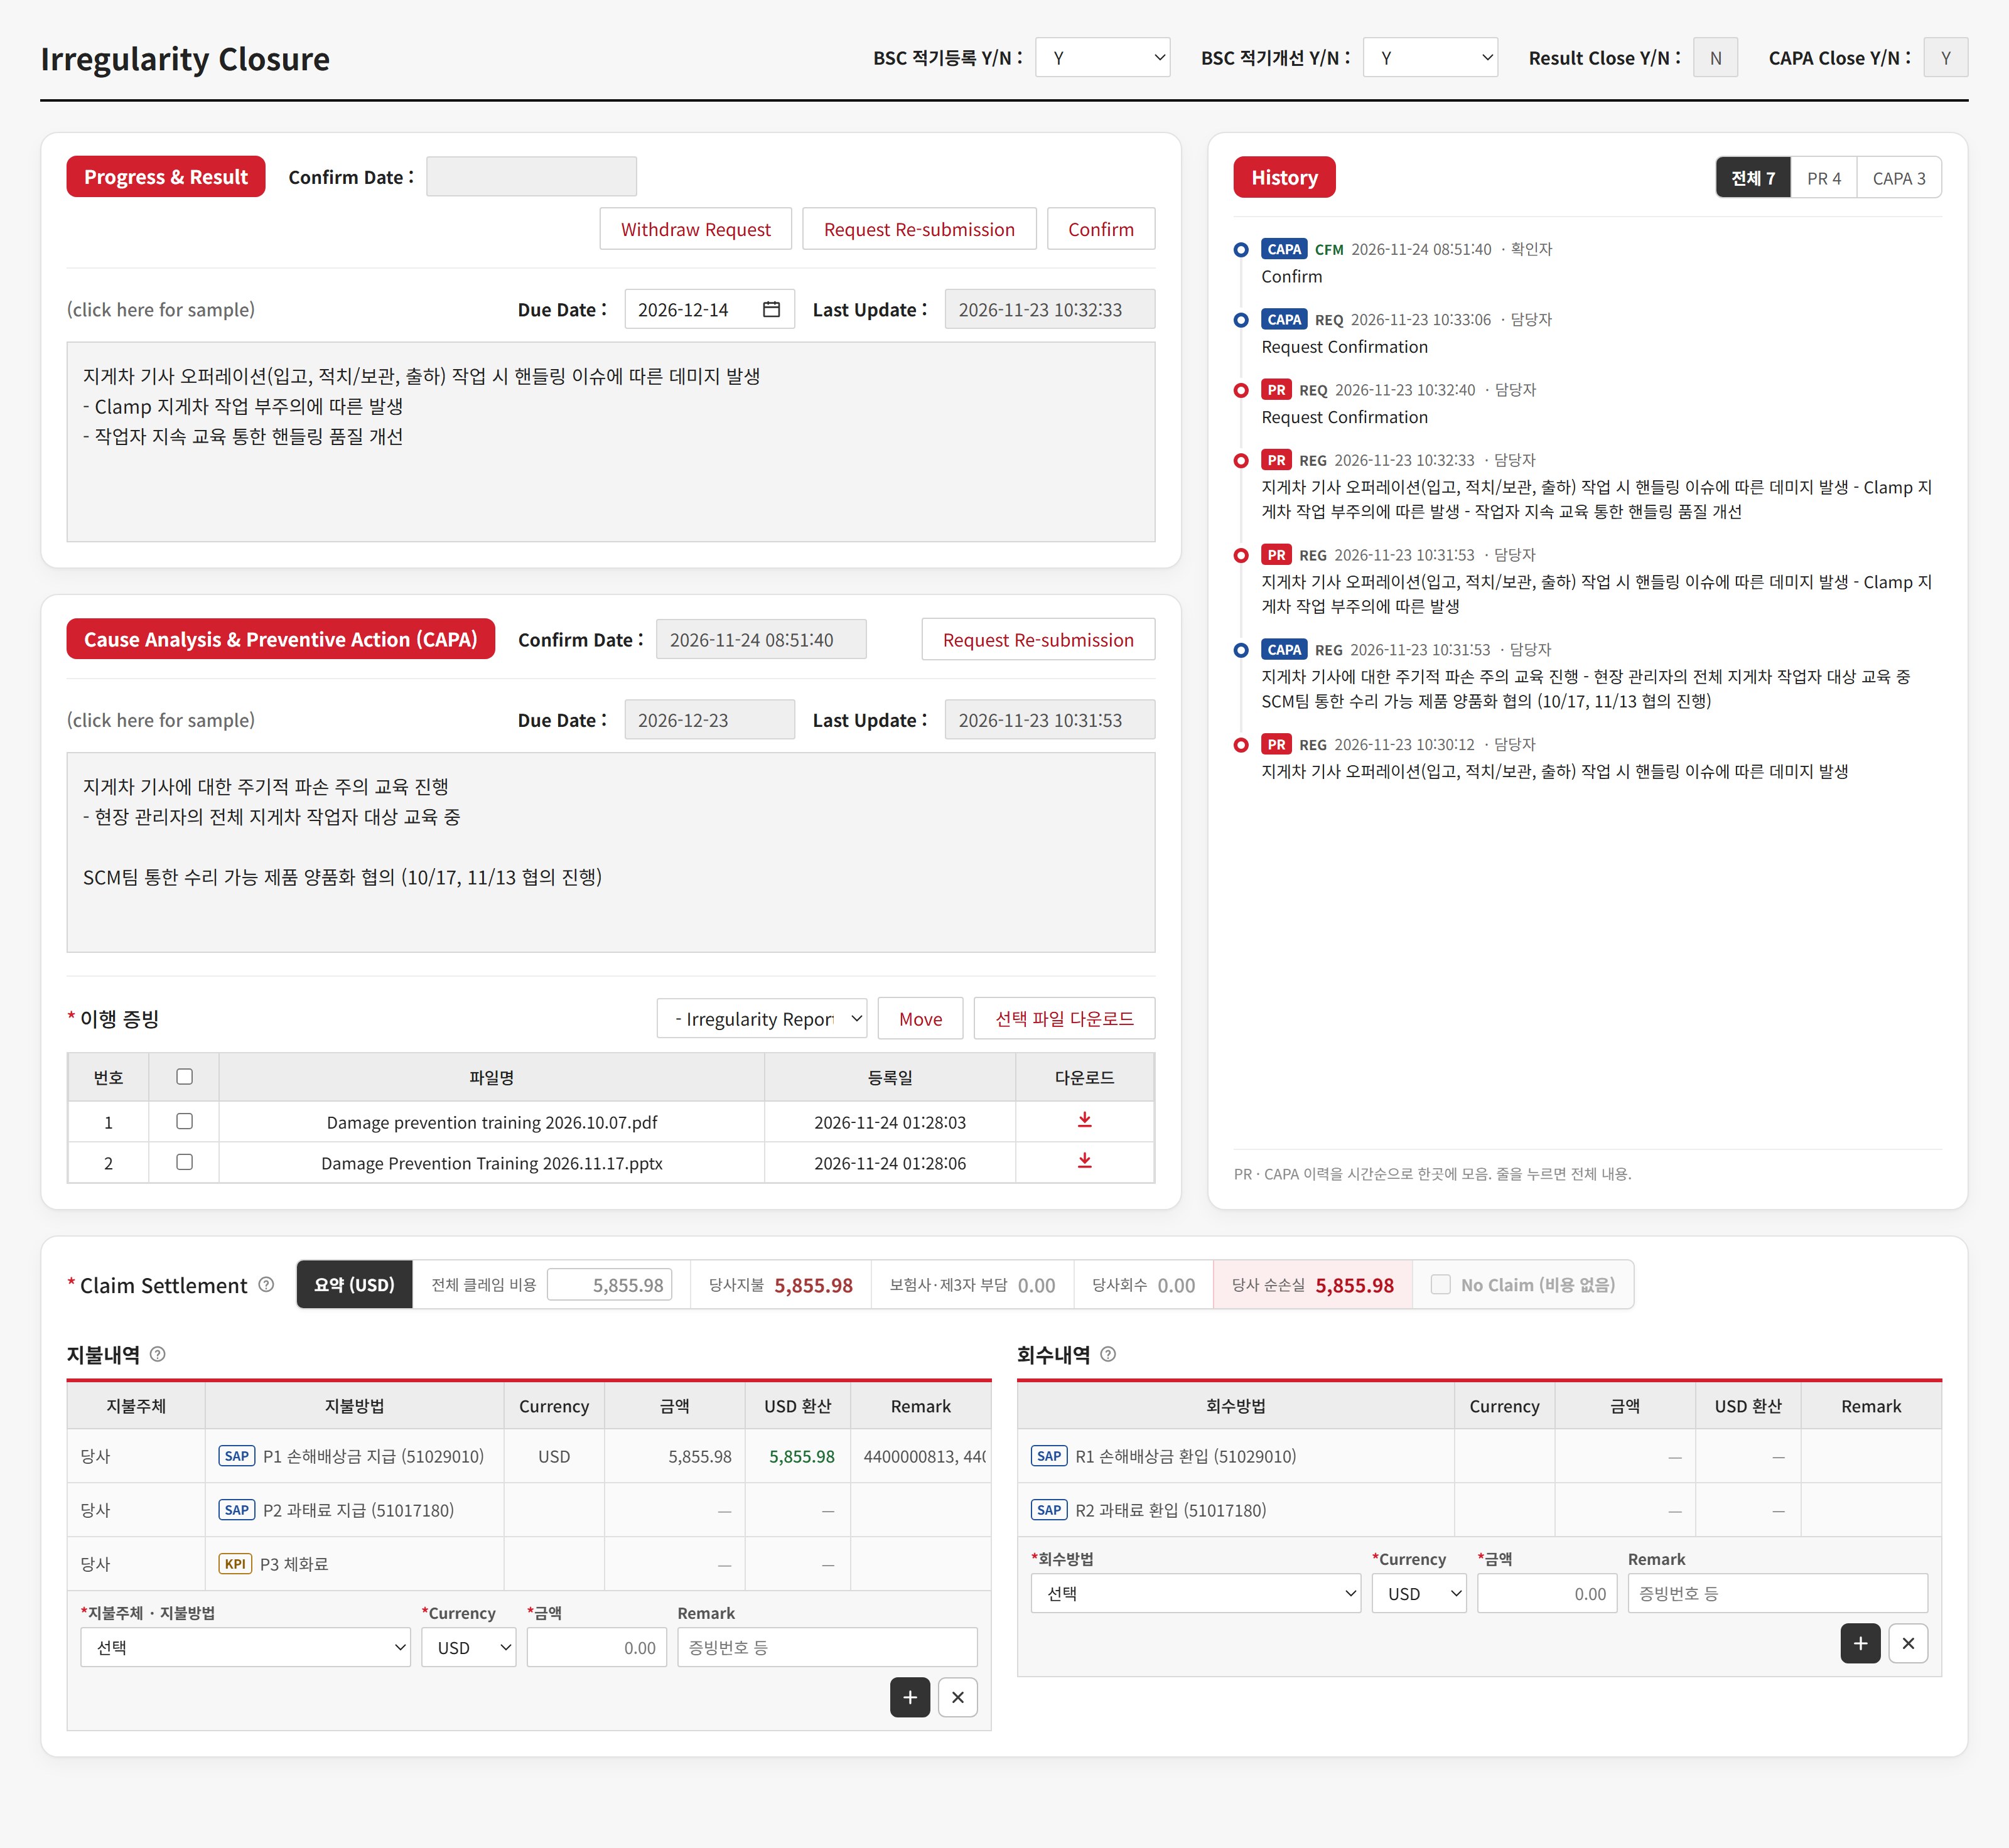 Irregularity Closure
BSC 적기등록 Y/N : Y
BSC 적기개선 Y/N : Y
Result Close Y/N : N
CAPA Close Y/N : Y
Progress & Result
Confirm Date :
Withdraw Request
Request Re-submission
Confirm
(click here for sample)
Due Date : 2026-12-14
Last Update : 2026-11-23 10:32:33
지게차 기사 오퍼레이션(입고, 적치/보관, 출하) 작업 시 핸들링 이슈에 따른 데미지 발생
- Clamp 지게차 작업 부주의에 따른 발생
- 작업자 지속 교육 통한 핸들링 품질 개선
Cause Analysis & Preventive Action (CAPA)
Confirm Date : 2026-11-24 08:51:40
Request Re-submission
(click here for sample)
Due Date : 2026-12-23
Last Update : 2026-11-23 10:31:53
지게차 기사에 대한 주기적 파손 주의 교육 진행
- 현장 관리자의 전체 지게차 작업자 대상 교육 중
SCM팀 통한 수리 가능 제품 양품화 협의 (10/17, 11/13 협의 진행)
* 이행 증빙
- Irregularity Repor
Move
선택 파일 다운로드
번호 파일명 등록일 다운로드
1 Damage prevention training 2026.10.07.pdf 2026-11-24 01:28:03
2 Damage Prevention Training 2026.11.17.pptx 2026-11-24 01:28:06
History
전체 7
PR 4
CAPA 3
CAPA CFM 2026-11-24 08:51:40 · 확인자
Confirm
CAPA REQ 2026-11-23 10:33:06 · 담당자
Request Confirmation
PR REQ 2026-11-23 10:32:40 · 담당자
Request Confirmation
PR REG 2026-11-23 10:32:33 · 담당자
지게차 기사 오퍼레이션(입고, 적치/보관, 출하) 작업 시 핸들링 이슈에 따른 데미지 발생 - Clamp 지
게차 작업 부주의에 따른 발생 - 작업자 지속 교육 통한 핸들링 품질 개선
PR REG 2026-11-23 10:31:53 · 담당자
지게차 기사 오퍼레이션(입고, 적치/보관, 출하) 작업 시 핸들링 이슈에 따른 데미지 발생 - Clamp 지
게차 작업 부주의에 따른 발생
CAPA REG 2026-11-23 10:31:53 · 담당자
지게차 기사에 대한 주기적 파손 주의 교육 진행 - 현장 관리자의 전체 지게차 작업자 대상 교육 중
SCM팀 통한 수리 가능 제품 양품화 협의 (10/17, 11/13 협의 진행)
PR REG 2026-11-23 10:30:12 · 담당자
지게차 기사 오퍼레이션(입고, 적치/보관, 출하) 작업 시 핸들링 이슈에 따른 데미지 발생
PR · CAPA 이력을 시간순으로 한곳에 모음. 줄을 누르면 전체 내용.
* Claim Settlement ?
요약 (USD)
전체 클레임 비용 5,855.98
당사지불 5,855.98
보험사·제3자 부담 0.00
당사회수 0.00
당사 순손실 5,855.98
No Claim (비용 없음)
지불내역 ?
지불주체 지불방법 Currency 금액 USD 환산 Remark
당사 SAP P1 손해배상금 지급 (51029010) USD 5,855.98 5,855.98 4400000813, 440
당사 SAP P2 과태료 지급 (51017180) — —
당사 KPI P3 체화료 — —
*지불주체 · 지불방법 *Currency *금액 Remark
선택 USD 0.00 증빙번호 등
+ ×
회수내역 ?
회수방법 Currency 금액 USD 환산 Remark
SAP R1 손해배상금 환입 (51029010) — —
SAP R2 과태료 환입 (51017180) — —
*회수방법 *Currency *금액 Remark
선택 USD 0.00 증빙번호 등
+ ×